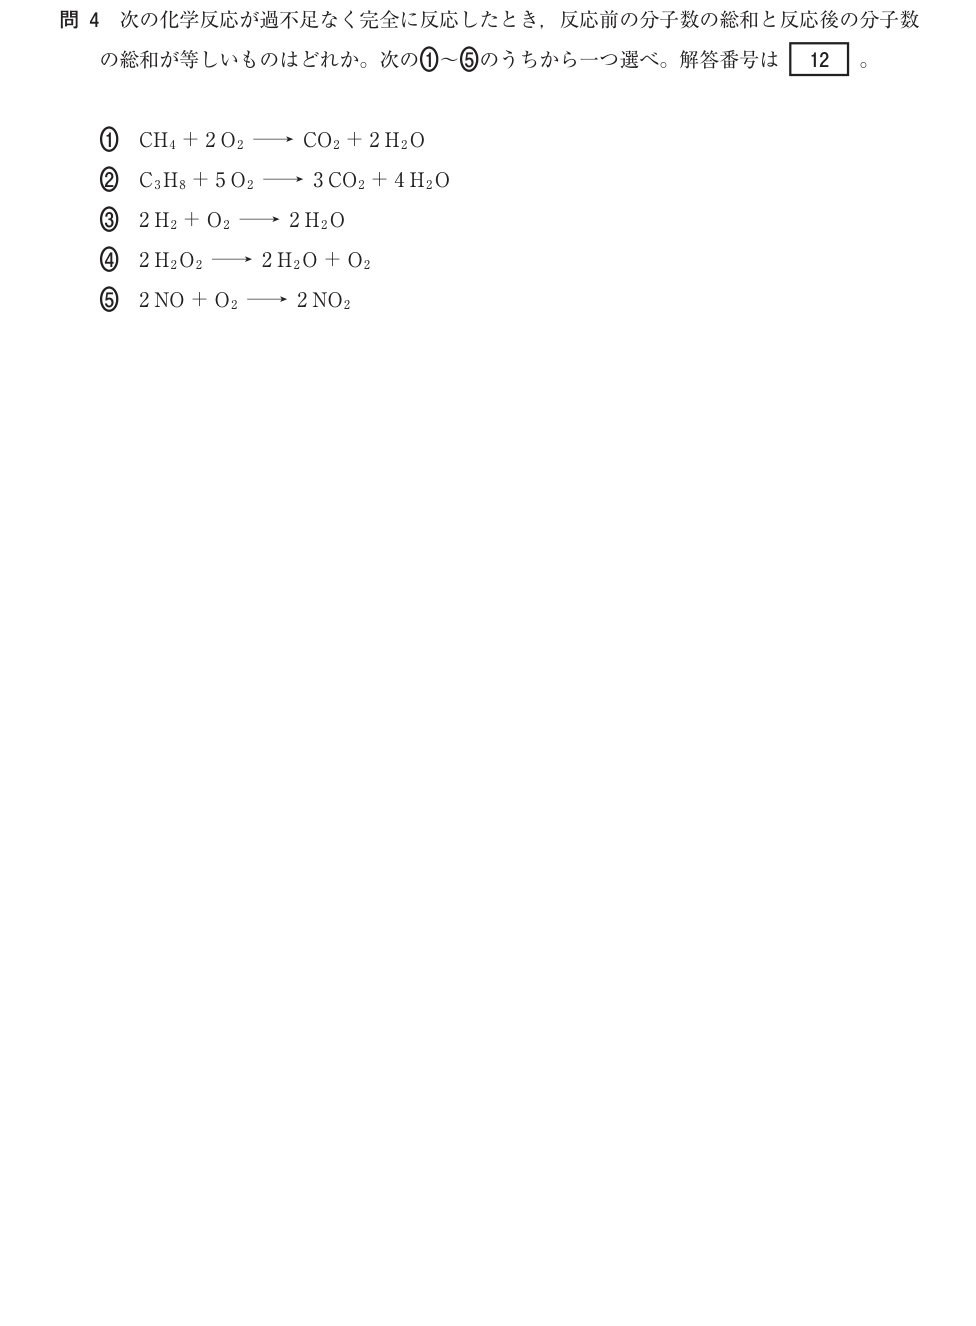 問 4 次の化学反応が過不足なく完全に反応したとき，反応前の分子数の総和と反応後の分子数
の総和が等しいものはどれか。次の①～⑤のうちから一つ選べ。解答番号は 12 。
① CH₄ + 2 O₂ ⟶ CO₂ + 2 H₂O
② C₃H₈ + 5 O₂ ⟶ 3 CO₂ + 4 H₂O
③ 2 H₂ + O₂ ⟶ 2 H₂O
④ 2 H₂O₂ ⟶ 2 H₂O + O₂
⑤ 2 NO + O₂ ⟶ 2 NO₂